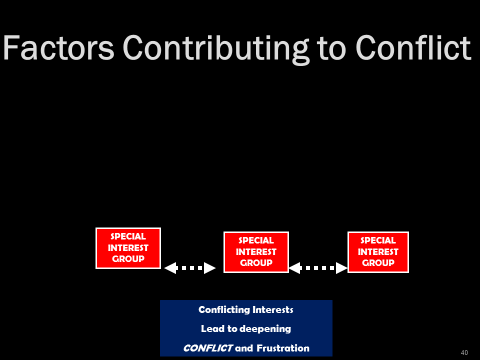 Factors Contributing to Conflict
SPECIAL
INTEREST
GROUP
SPECIAL
INTEREST
GROUP
SPECIAL
INTEREST
GROUP
Conflicting Interests
Lead to deepening
CONFLICT and Frustration
40